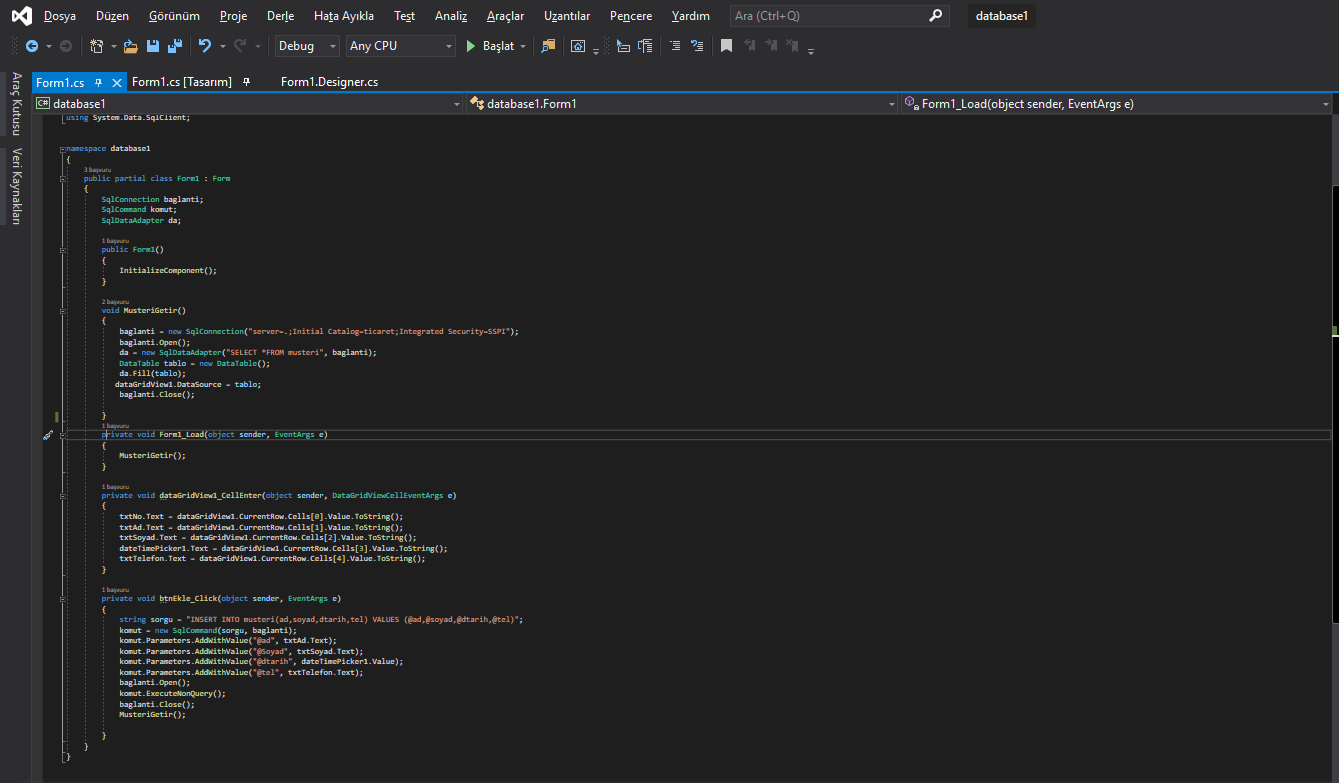 Dosya Düzen Görünüm Proje Derle Hata Ayıkla Test Analiz Araçlar Uzantılar Pencere Yardım Ara (Ctrl+Q) database1
Debug Any CPU Başlat
Form1.cs Form1.cs [Tasarım] Form1.Designer.cs
C# database1 database1.Form1 Form1_Load(object sender, EventArgs e)
Araç Kutusu
Veri Kaynakları
using System.Data.SqlClient;
namespace database1
{
3 başvuru
public partial class Form1 : Form
{
SqlConnection baglanti;
SqlCommand komut;
SqlDataAdapter da;
1 başvuru
public Form1()
{
InitializeComponent();
}
2 başvuru
void MusteriGetir()
{
baglanti = new SqlConnection("server=.;Initial Catalog=ticaret;Integrated Security=SSPI");
baglanti.Open();
da = new SqlDataAdapter("SELECT *FROM musteri", baglanti);
DataTable tablo = new DataTable();
da.Fill(tablo);
dataGridView1.DataSource = tablo;
baglanti.Close();
}
1 başvuru
private void Form1_Load(object sender, EventArgs e)
{
MusteriGetir();
}
1 başvuru
private void dataGridView1_CellEnter(object sender, DataGridViewCellEventArgs e)
{
txtNo.Text = dataGridView1.CurrentRow.Cells[0].Value.ToString();
txtAd.Text = dataGridView1.CurrentRow.Cells[1].Value.ToString();
txtSoyad.Text = dataGridView1.CurrentRow.Cells[2].Value.ToString();
dateTimePicker1.Text = dataGridView1.CurrentRow.Cells[3].Value.ToString();
txtTelefon.Text = dataGridView1.CurrentRow.Cells[4].Value.ToString();
}
1 başvuru
private void btnEkle_Click(object sender, EventArgs e)
{
string sorgu = "INSERT INTO musteri(ad,soyad,dtarih,tel) VALUES (@ad,@soyad,@dtarih,@tel)";
komut = new SqlCommand(sorgu, baglanti);
komut.Parameters.AddWithValue("@ad", txtAd.Text);
komut.Parameters.AddWithValue("@Soyad", txtSoyad.Text);
komut.Parameters.AddWithValue("@dtarih", dateTimePicker1.Value);
komut.Parameters.AddWithValue("@tel", txtTelefon.Text);
baglanti.Open();
komut.ExecuteNonQuery();
baglanti.Close();
MusteriGetir();
}
}
}